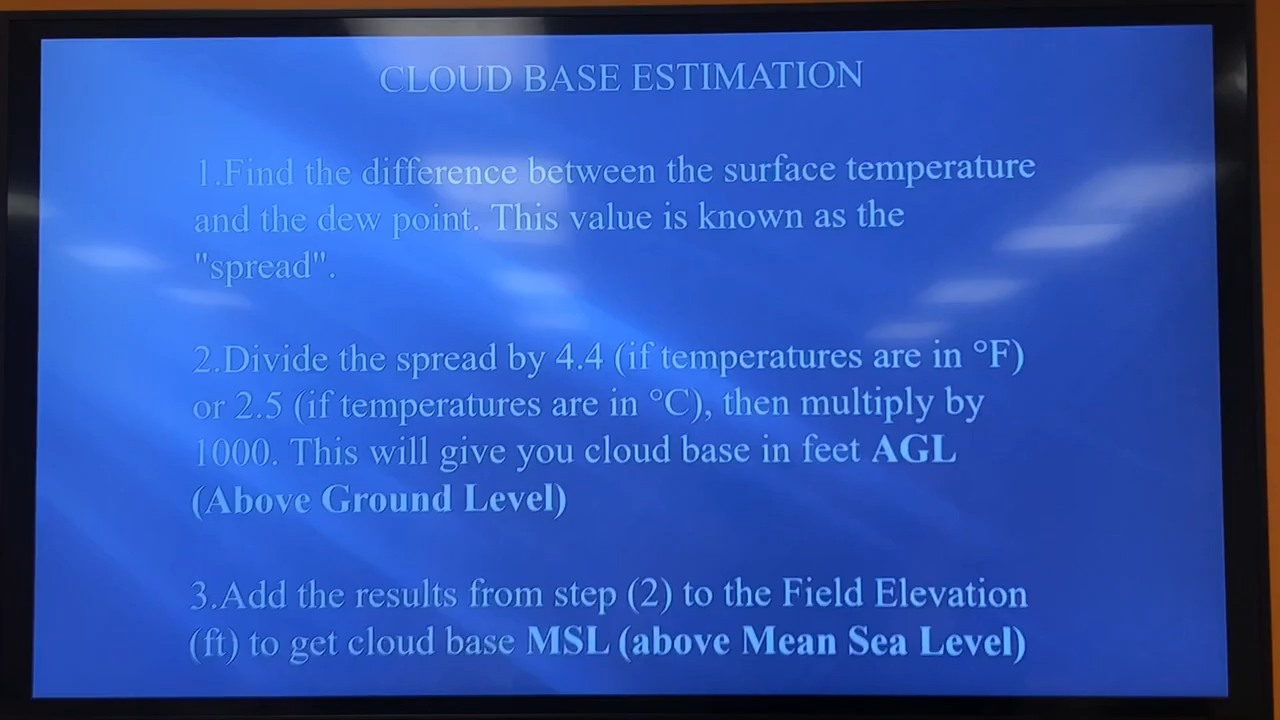 CLOUD BASE ESTIMATION
1.Find the difference between the surface temperature
and the dew point. This value is known as the
"spread".
2.Divide the spread by 4.4 (if temperatures are in °F)
or 2.5 (if temperatures are in °C), then multiply by
1000. This will give you cloud base in feet AGL
(Above Ground Level)
3.Add the results from step (2) to the Field Elevation
(ft) to get cloud base MSL (above Mean Sea Level)